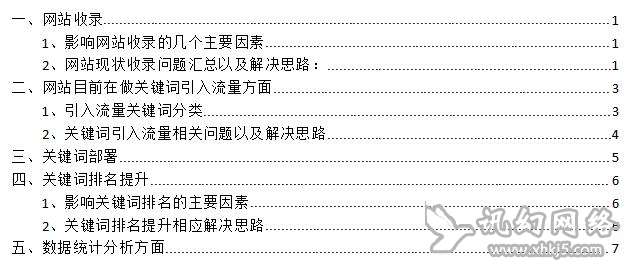 一、网站收录 1
1、影响网站收录的几个主要因素 1
2、网站现状收录问题汇总以及解决思路： 1
二、网站目前在做关键词引入流量方面 3
1、引入流量关键词分类 3
2、关键词引入流量相关问题以及解决思路 4
三、关键词部署 5
四、关键词排名提升 6
1、影响关键词排名的主要因素 6
2、关键词排名提升相应解决思路 6
五、数据统计分析方面 7
讯幻网络
www.xhkj5.com